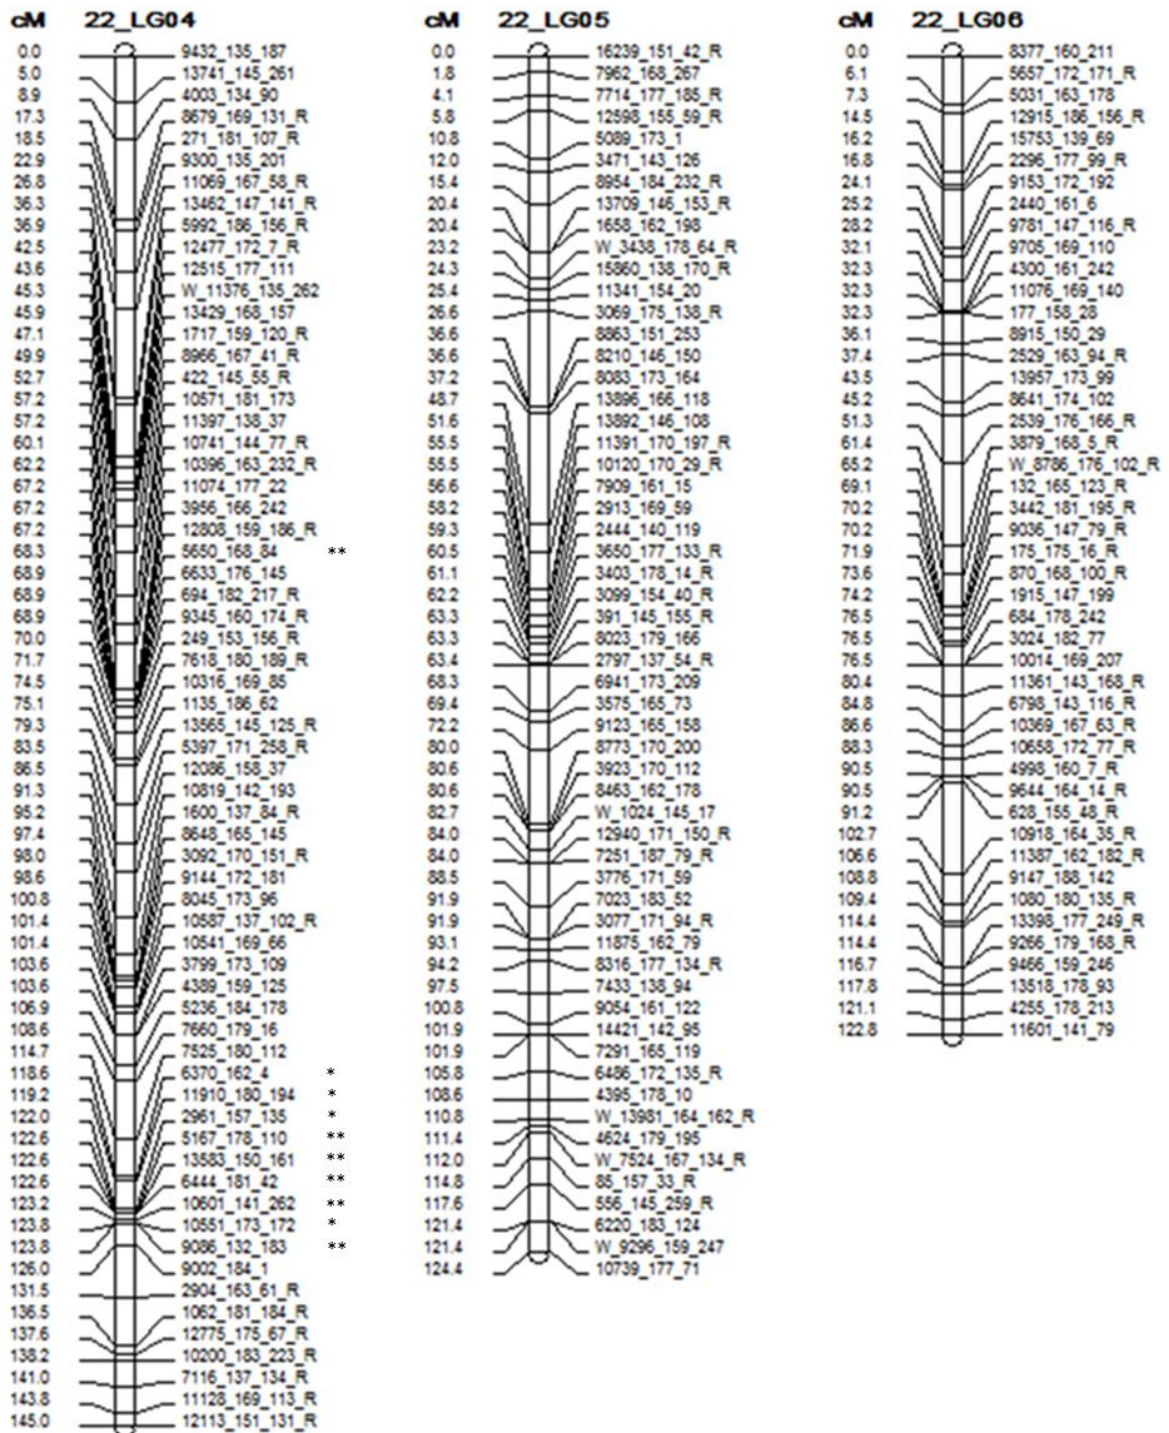 cM 22_LG04
0.0 9432_135_187
5.0 13741_145_261
8.9 4003_134_90
17.3 8679_169_131_R
18.5 271_181_107_R
22.9 9300_135_201
26.8 11069_167_58_R
36.3 13462_147_141_R
36.9 5992_186_156_R
42.5 12477_172_7_R
43.6 12515_177_111
45.3 W_11376_135_262
45.9 13429_168_157
47.1 1717_159_120_R
49.9 8966_167_41_R
52.7 422_145_55_R
57.2 10571_181_173
57.2 11397_138_37
60.1 10741_144_77_R
62.2 10396_163_232_R
67.2 11074_177_22
67.2 3956_166_242
67.2 12808_159_186_R
68.3 5650_168_84 **
68.9 6633_176_145
68.9 694_182_217_R
68.9 9345_160_174_R
70.0 249_153_156_R
71.7 7618_180_189_R
74.5 10316_169_85
75.1 1135_186_62
79.3 13565_145_125_R
83.5 5397_171_258_R
86.5 12086_158_37
91.3 10819_142_193
95.2 1600_137_84_R
97.4 8648_165_145
98.0 3092_170_151_R
98.6 9144_172_181
100.8 8045_173_96
101.4 10587_137_102_R
101.4 10541_169_66
103.6 3799_173_109
103.6 4389_159_125
106.9 5236_184_178
108.6 7660_179_16
114.7 7525_180_112
118.6 6370_162_4 *
119.2 11910_180_194 *
122.0 2961_157_135 *
122.6 5167_178_110 **
122.6 13583_150_161 **
122.6 6444_181_42 **
123.2 10601_141_262 **
123.8 10551_173_172 *
123.8 9086_132_183 **
126.0 9002_184_1
131.5 2904_163_61_R
136.5 1062_181_184_R
137.6 12775_175_67_R
138.2 10200_183_223_R
141.0 7116_137_134_R
143.8 11128_169_113_R
145.0 12113_151_131_R
cM 22_LG05
0.0 16239_151_42_R
1.8 7962_168_267
4.1 7714_177_185_R
5.8 12598_155_59_R
10.8 5089_173_1
12.0 3471_143_126
15.4 8954_184_232_R
20.4 13709_146_153_R
20.4 1658_162_198
23.2 W_3438_178_64_R
24.3 15860_138_170_R
25.4 11341_154_20
26.6 3069_175_138_R
36.6 8863_151_253
36.6 8210_146_150
37.2 8083_173_164
48.7 13896_166_118
51.6 13892_146_108
55.5 11391_170_197_R
55.5 10120_170_29_R
56.6 7909_161_15
58.2 2913_169_59
59.3 2444_140_119
60.5 3650_177_133_R
61.1 3403_178_14_R
62.2 3099_154_40_R
63.3 391_145_155_R
63.3 8023_179_166
63.4 2797_137_54_R
68.3 6941_173_209
69.4 3575_165_73
72.2 9123_165_158
80.0 8773_170_200
80.6 3923_170_112
80.6 8463_162_178
82.7 W_1024_145_17
84.0 12940_171_150_R
84.0 7251_187_79_R
88.5 3776_171_59
91.9 7023_183_52
91.9 3077_171_94_R
93.1 11875_162_79
94.2 8316_177_134_R
97.5 7433_138_94
100.8 9054_161_122
101.9 14421_142_95
101.9 7291_165_119
105.8 6486_172_135_R
108.6 4395_178_10
110.8 W_13981_164_162_R
111.4 4624_179_195
112.0 W_7524_167_134_R
114.8 85_157_33_R
117.6 556_145_259_R
121.4 6220_183_124
121.4 W_9296_159_247
124.4 10739_177_71
cM 22_LG06
0.0 8377_160_211
6.1 5657_172_171_R
7.3 5031_163_178
14.5 12915_186_156_R
16.2 15753_139_69
16.8 2296_177_99_R
24.1 9153_172_192
25.2 2440_161_6
28.2 9781_147_116_R
32.1 9705_169_110
32.3 4300_161_242
32.3 11076_169_140
32.3 177_158_28
36.1 8915_150_29
37.4 2529_163_94_R
43.5 13957_173_99
45.2 8641_174_102
51.3 2539_176_166_R
61.4 3879_168_5_R
65.2 W_8786_176_102_R
69.1 132_165_123_R
70.2 3442_181_195_R
70.2 9036_147_79_R
71.9 175_175_16_R
73.6 870_168_100_R
74.2 1915_147_199
76.5 684_178_242
76.5 3024_182_77
76.5 10014_169_207
80.4 11361_143_168_R
84.8 6798_143_116_R
86.6 10369_167_63_R
88.3 10658_172_77_R
90.5 4998_160_7_R
90.5 9644_164_14_R
91.2 628_155_48_R
102.7 10918_164_35_R
106.6 11387_162_182_R
108.8 9147_188_142
109.4 1080_180_135_R
114.4 13398_177_249_R
114.4 9266_179_168_R
116.7 9466_159_246
117.8 13518_178_93
121.1 4255_178_213
122.8 11601_141_79